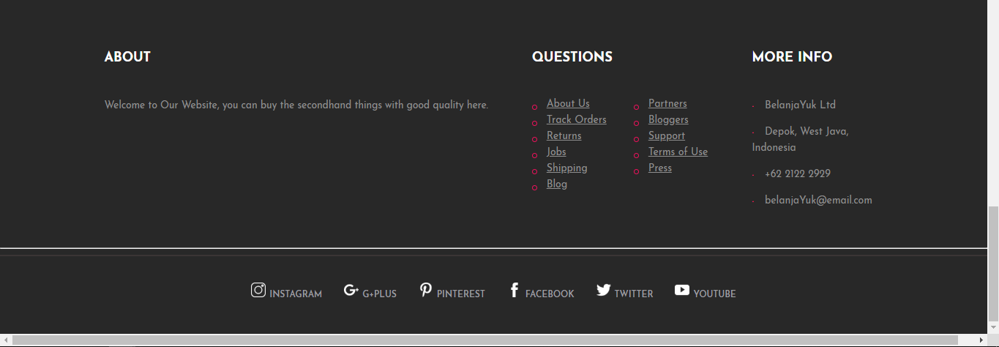 ABOUT
Welcome to Our Website, you can buy the secondhand things with good quality here.
QUESTIONS
About Us
Track Orders
Returns
Jobs
Shipping
Blog
Partners
Bloggers
Support
Terms of Use
Press
MORE INFO
BelanjaYuk Ltd
Depok, West Java,
Indonesia
+62 2122 2929
belanjaYuk@email.com
INSTAGRAM
G+PLUS
PINTEREST
FACEBOOK
TWITTER
YOUTUBE